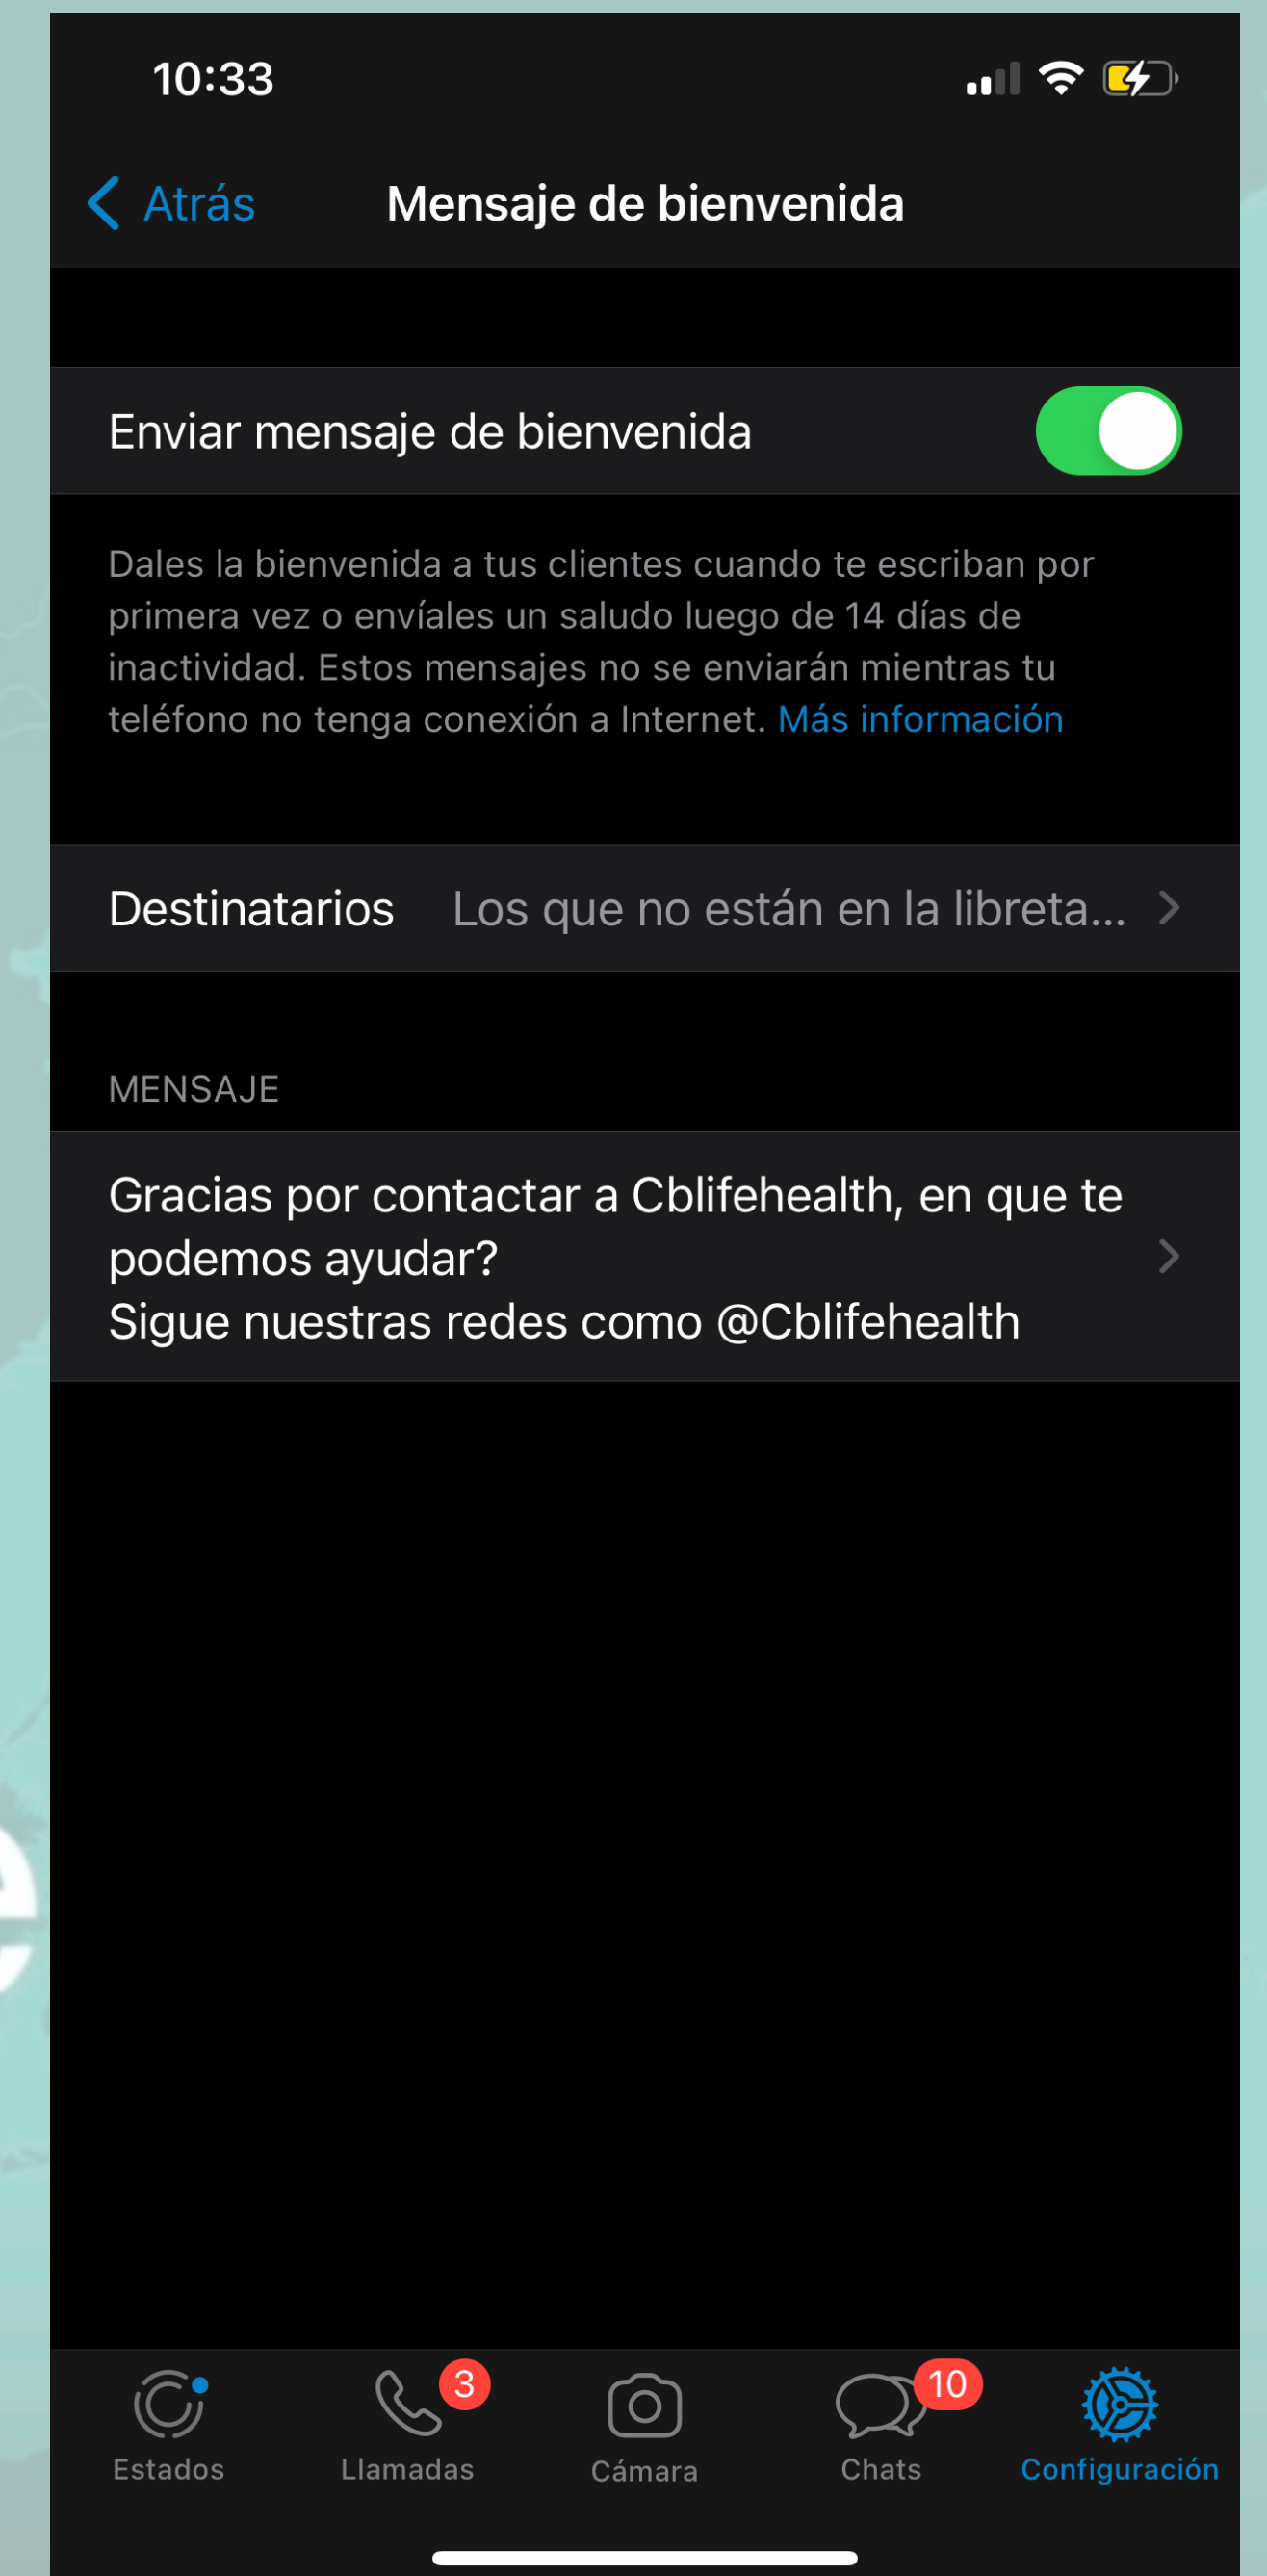 10:33
Atrás
Mensaje de bienvenida
Enviar mensaje de bienvenida
Dales la bienvenida a tus clientes cuando te escriban por
primera vez o envíales un saludo luego de 14 días de
inactividad. Estos mensajes no se enviarán mientras tu
teléfono no tenga conexión a Internet. Más información
Destinatarios Los que no están en la libreta...
MENSAJE
Gracias por contactar a Cblifehealth, en que te
podemos ayudar?
Sigue nuestras redes como @Cblifehealth
e
3
10
Estados
Llamadas
Cámara
Chats
Configuración